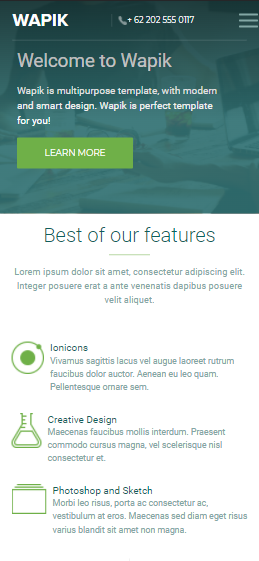 WAPIK
+ 62 202 555 0117
Welcome to Wapik
Wapik is multipurpose template, with modern
and smart design. Wapik is perfect template
for you!
LEARN MORE
Best of our features
Lorem ipsum dolor sit amet, consectetur adipiscing elit.
Integer posuere erat a ante venenatis dapibus posuere
velit aliquet.
Ionicons
Vivamus sagittis lacus vel augue laoreet rutrum
faucibus dolor auctor. Aenean eu leo quam.
Pellentesque ornare sem.
Creative Design
Maecenas faucibus mollis interdum. Praesent
commodo cursus magna, vel scelerisque nisl
consectetur et.
Photoshop and Sketch
Morbi leo risus, porta ac consectetur ac,
vestibulum at eros. Maecenas sed diam eget risus
varius blandit sit amet non magna.